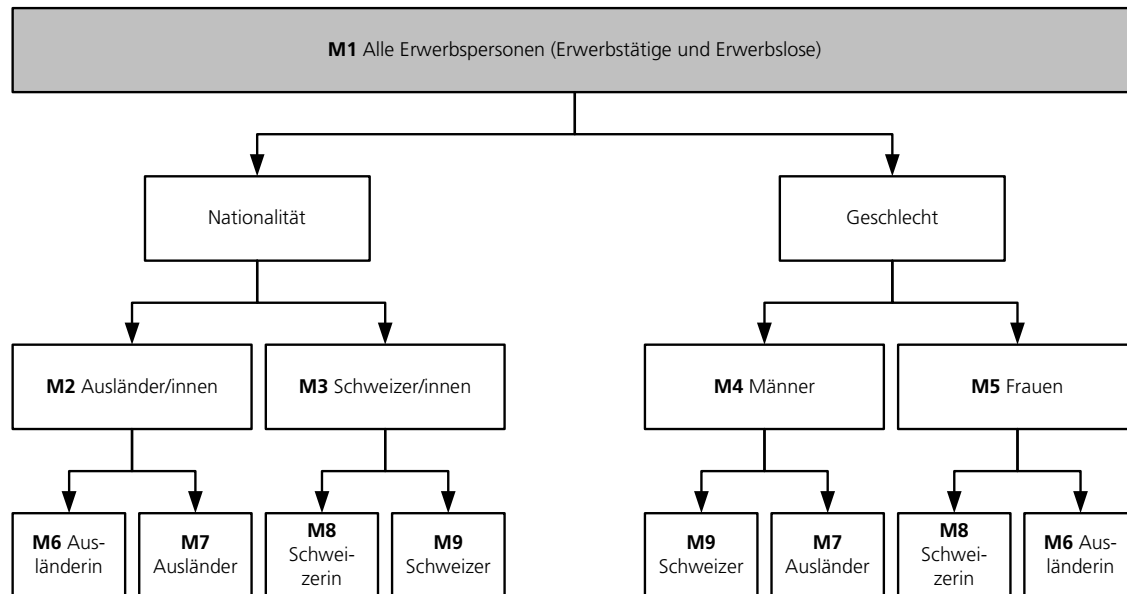 M1 Alle Erwerbspersonen (Erwerbstätige und Erwerbslose)
Nationalität
Geschlecht
M2 Ausländer/innen
M3 Schweizer/innen
M4 Männer
M5 Frauen
M6 Aus-
länderin
M7
Ausländer
M8
Schwei-
zerin
M9
Schweizer
M9
Schweizer
M7
Ausländer
M8
Schwei-
zerin
M6 Aus-
länderin